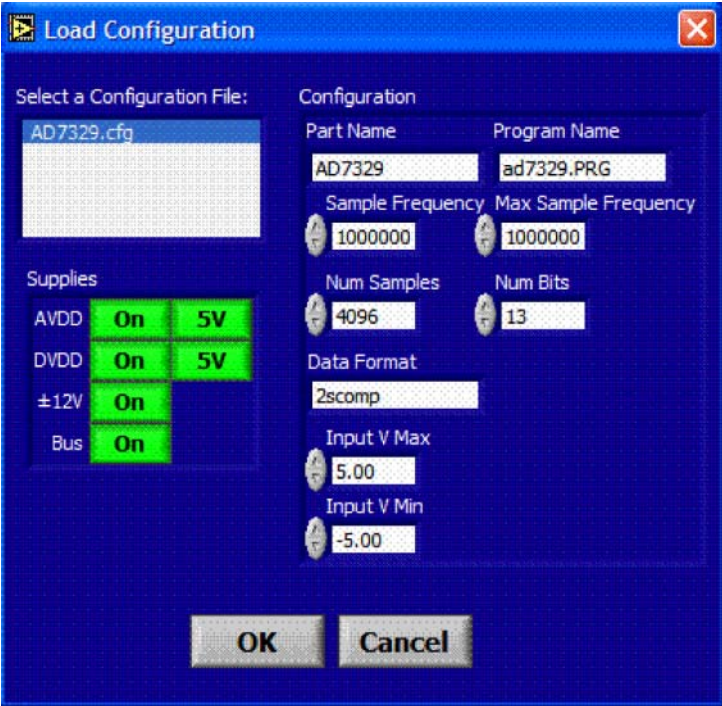 Load Configuration
Select a Configuration File:
AD7329.cfg
Supplies
AVDD On 5V
DVDD On 5V
±12V On
Bus On
Configuration
Part Name Program Name
AD7329 ad7329.PRG
Sample Frequency Max Sample Frequency
1000000 1000000
Num Samples Num Bits
4096 13
Data Format
2scomp
Input V Max
5.00
Input V Min
-5.00
OK Cancel